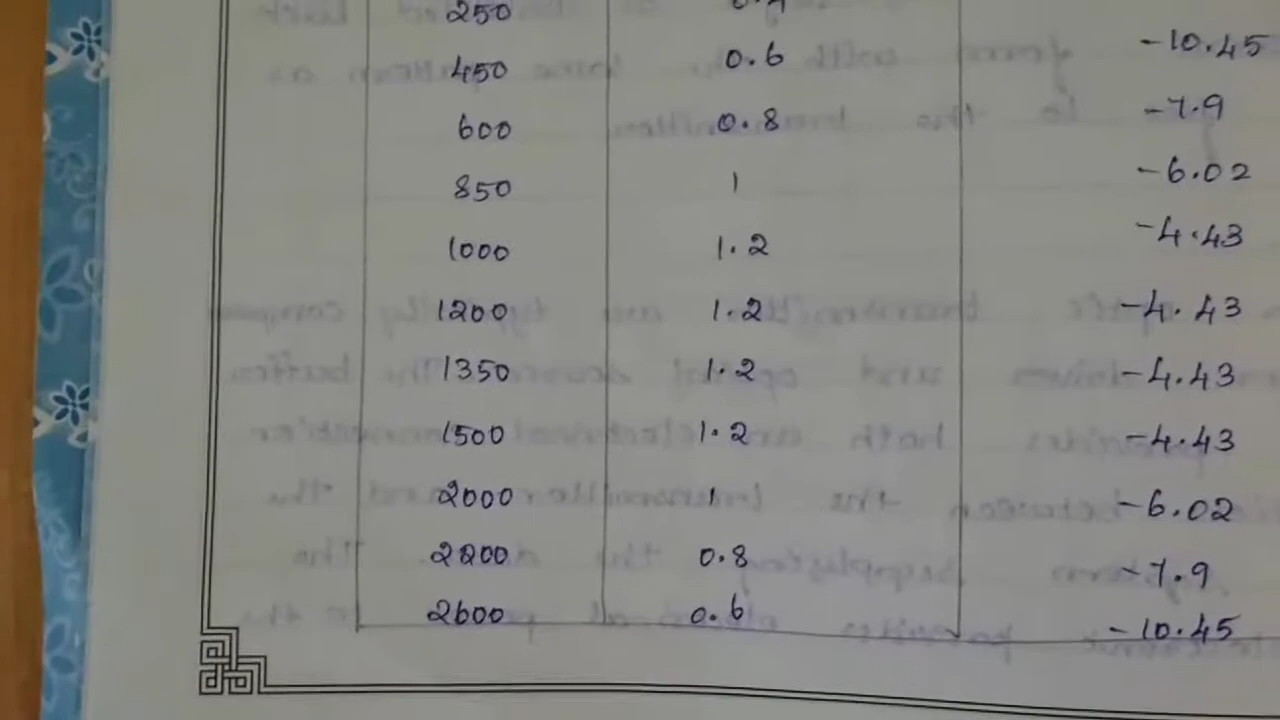 250
450 0.6 -10.45
600 0.8 -7.9
850 1 -6.02
1000 1.2 -4.43
1200 1.2 -4.43
1350 1.2 -4.43
1500 1.2 -4.43
2000 1 -6.02
2200 0.8 -7.9
2600 0.6 -10.45